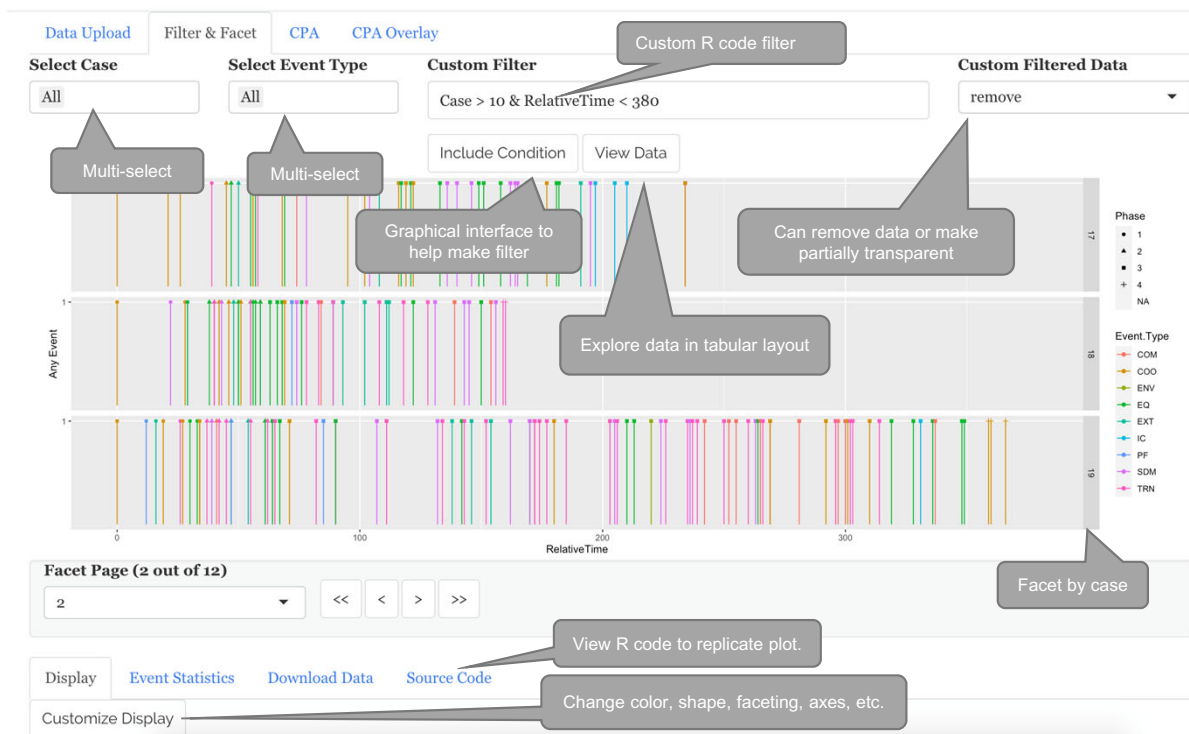 Data Upload Filter & Facet CPA CPA Overlay
Custom R code filter
Select Case Select Event Type Custom Filter Custom Filtered Data
All All Case > 10 & RelativeTime < 380 remove
Include Condition View Data
Multi-select Multi-select
Graphical interface to
help make filter
Can remove data or make
partially transparent
Explore data in tabular layout
17
1
18
1
19
Any Event
0 100 200 300
RelativeTime
Phase
1
2
3
4
NA
Event.Type
COM
COO
ENV
EQ
EXT
IC
PF
SDM
TRN
Facet by case
Facet Page (2 out of 12)
2 << < > >>
View R code to replicate plot.
Display Event Statistics Download Data Source Code
Change color, shape, faceting, axes, etc.
Customize Display